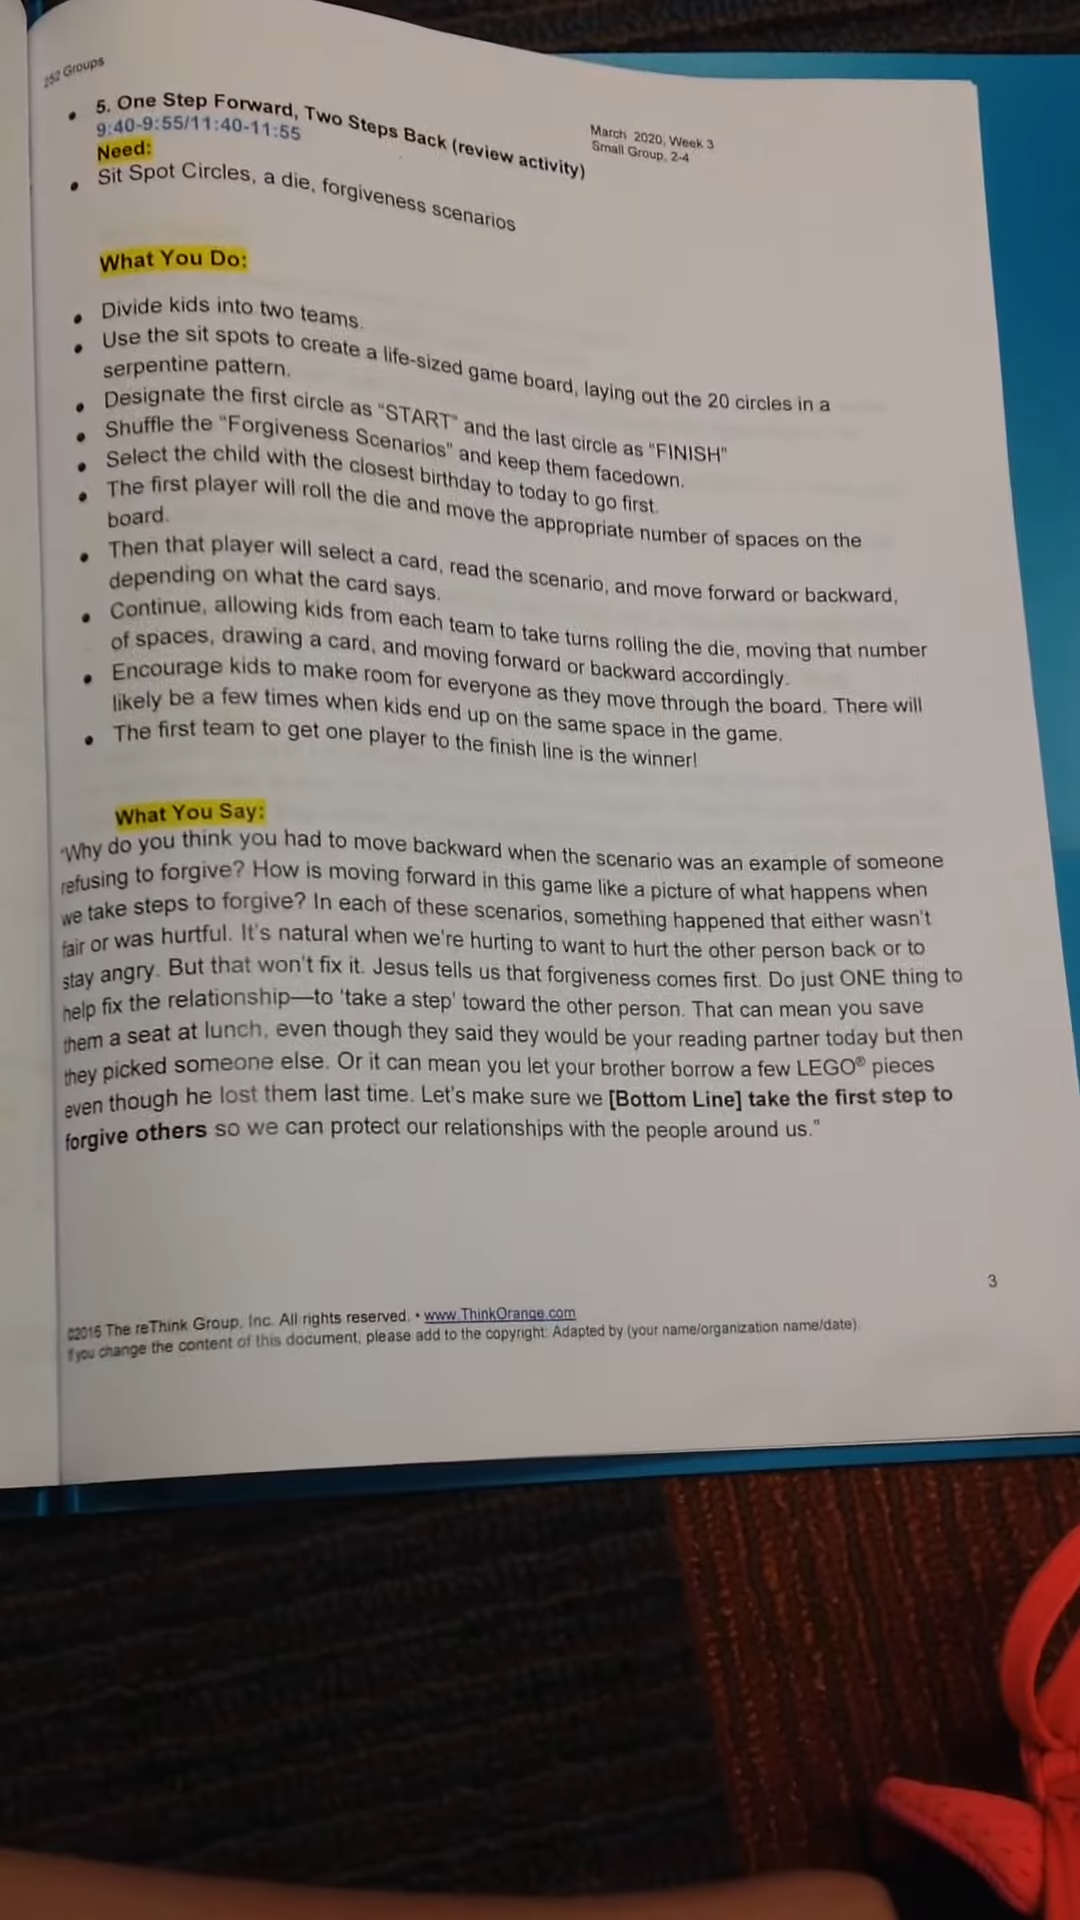 252 Groups
March 2020, Week 3
Small Group, 2-4
• 5. One Step Forward, Two Steps Back (review activity)
9:40-9:55/11:40-11:55
Need:
• Sit Spot Circles, a die, forgiveness scenarios
What You Do:
• Divide kids into two teams.
• Use the sit spots to create a life-sized game board, laying out the 20 circles in a
serpentine pattern.
• Designate the first circle as “START” and the last circle as “FINISH”
• Shuffle the “Forgiveness Scenarios” and keep them facedown.
• Select the child with the closest birthday to today to go first.
• The first player will roll the die and move the appropriate number of spaces on the
board.
• Then that player will select a card, read the scenario, and move forward or backward,
depending on what the card says.
• Continue, allowing kids from each team to take turns rolling the die, moving that number
of spaces, drawing a card, and moving forward or backward accordingly.
• Encourage kids to make room for everyone as they move through the board. There will
likely be a few times when kids end up on the same space in the game.
• The first team to get one player to the finish line is the winner!
What You Say:
“Why do you think you had to move backward when the scenario was an example of someone
refusing to forgive? How is moving forward in this game like a picture of what happens when
we take steps to forgive? In each of these scenarios, something happened that either wasn't
fair or was hurtful. It's natural when we're hurting to want to hurt the other person back or to
stay angry. But that won't fix it. Jesus tells us that forgiveness comes first. Do just ONE thing to
help fix the relationship—to ‘take a step’ toward the other person. That can mean you save
them a seat at lunch, even though they said they would be your reading partner today but then
they picked someone else. Or it can mean you let your brother borrow a few LEGO® pieces
even though he lost them last time. Let's make sure we [Bottom Line] take the first step to
forgive others so we can protect our relationships with the people around us.”
3
©2016 The reThink Group, Inc. All rights reserved. • www.ThinkOrange.com
If you change the content of this document, please add to the copyright: Adapted by (your name/organization name/date)